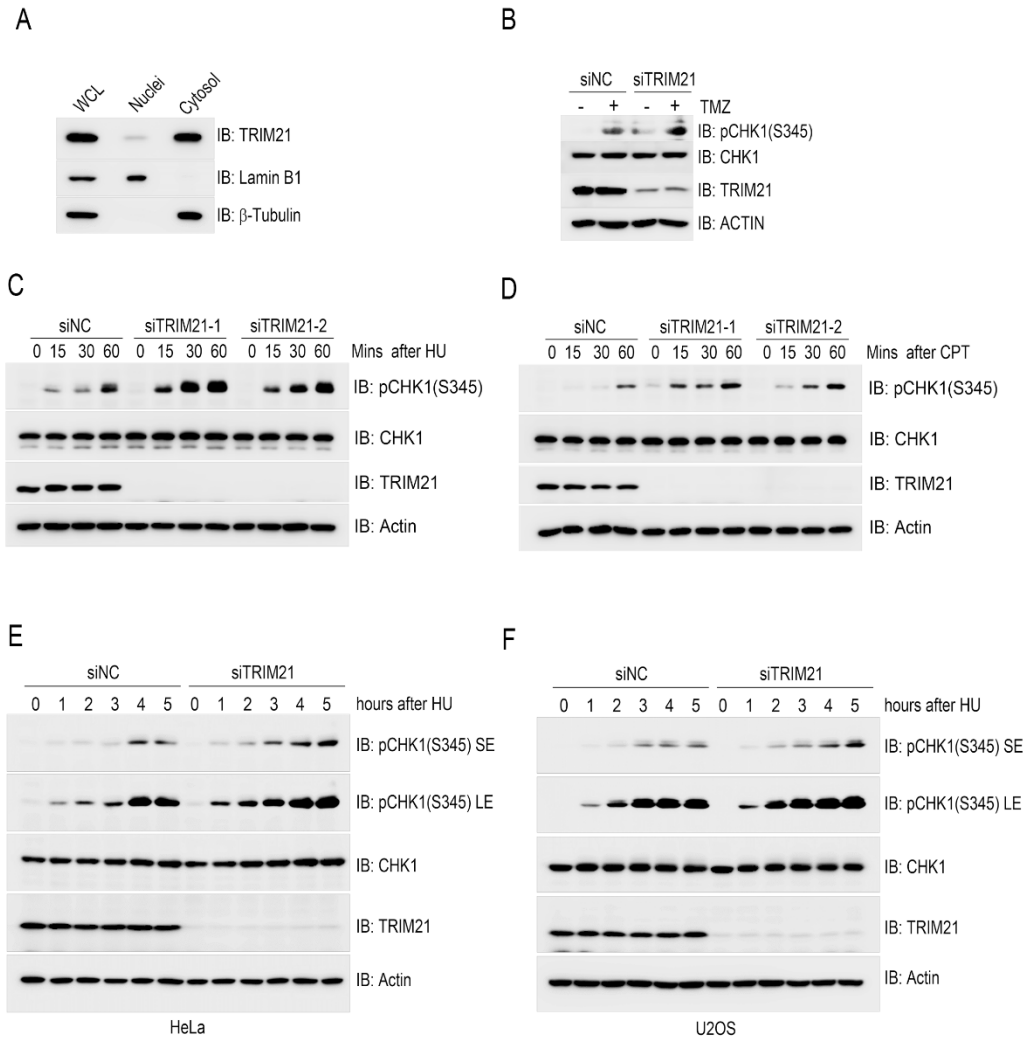 A
WCL Nuclei Cytosol
IB: TRIM21
IB: Lamin B1
IB: β-Tubulin
B
siNC siTRIM21
- + - + TMZ
IB: pCHK1(S345)
IB: CHK1
IB: TRIM21
IB: ACTIN
C
siNC siTRIM21-1 siTRIM21-2
0 15 30 60 0 15 30 60 0 15 30 60 Mins after HU
IB: pCHK1(S345)
IB: CHK1
IB: TRIM21
IB: Actin
D
siNC siTRIM21-1 siTRIM21-2
0 15 30 60 0 15 30 60 0 15 30 60 Mins after CPT
IB: pCHK1(S345)
IB: CHK1
IB: TRIM21
IB: Actin
E
siNC siTRIM21
0 1 2 3 4 5 0 1 2 3 4 5 hours after HU
IB: pCHK1(S345) SE
IB: pCHK1(S345) LE
IB: CHK1
IB: TRIM21
IB: Actin
HeLa
F
siNC siTRIM21
0 1 2 3 4 5 0 1 2 3 4 5 hours after HU
IB: pCHK1(S345) SE
IB: pCHK1(S345) LE
IB: CHK1
IB: TRIM21
IB: Actin
U2OS